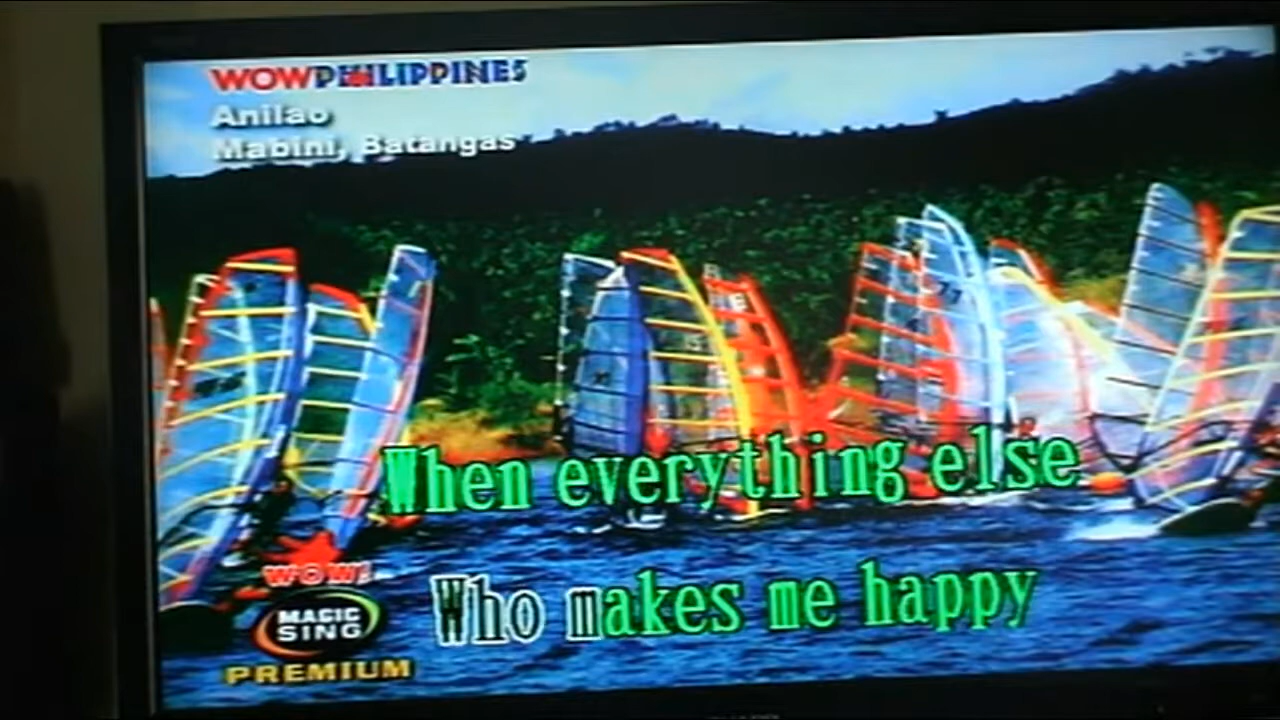 WOWPHILIPPINES
Anilao
Mabini, Batangas
When everything else
Who makes me happy
WOW!
MAGIC
SING
PREMIUM